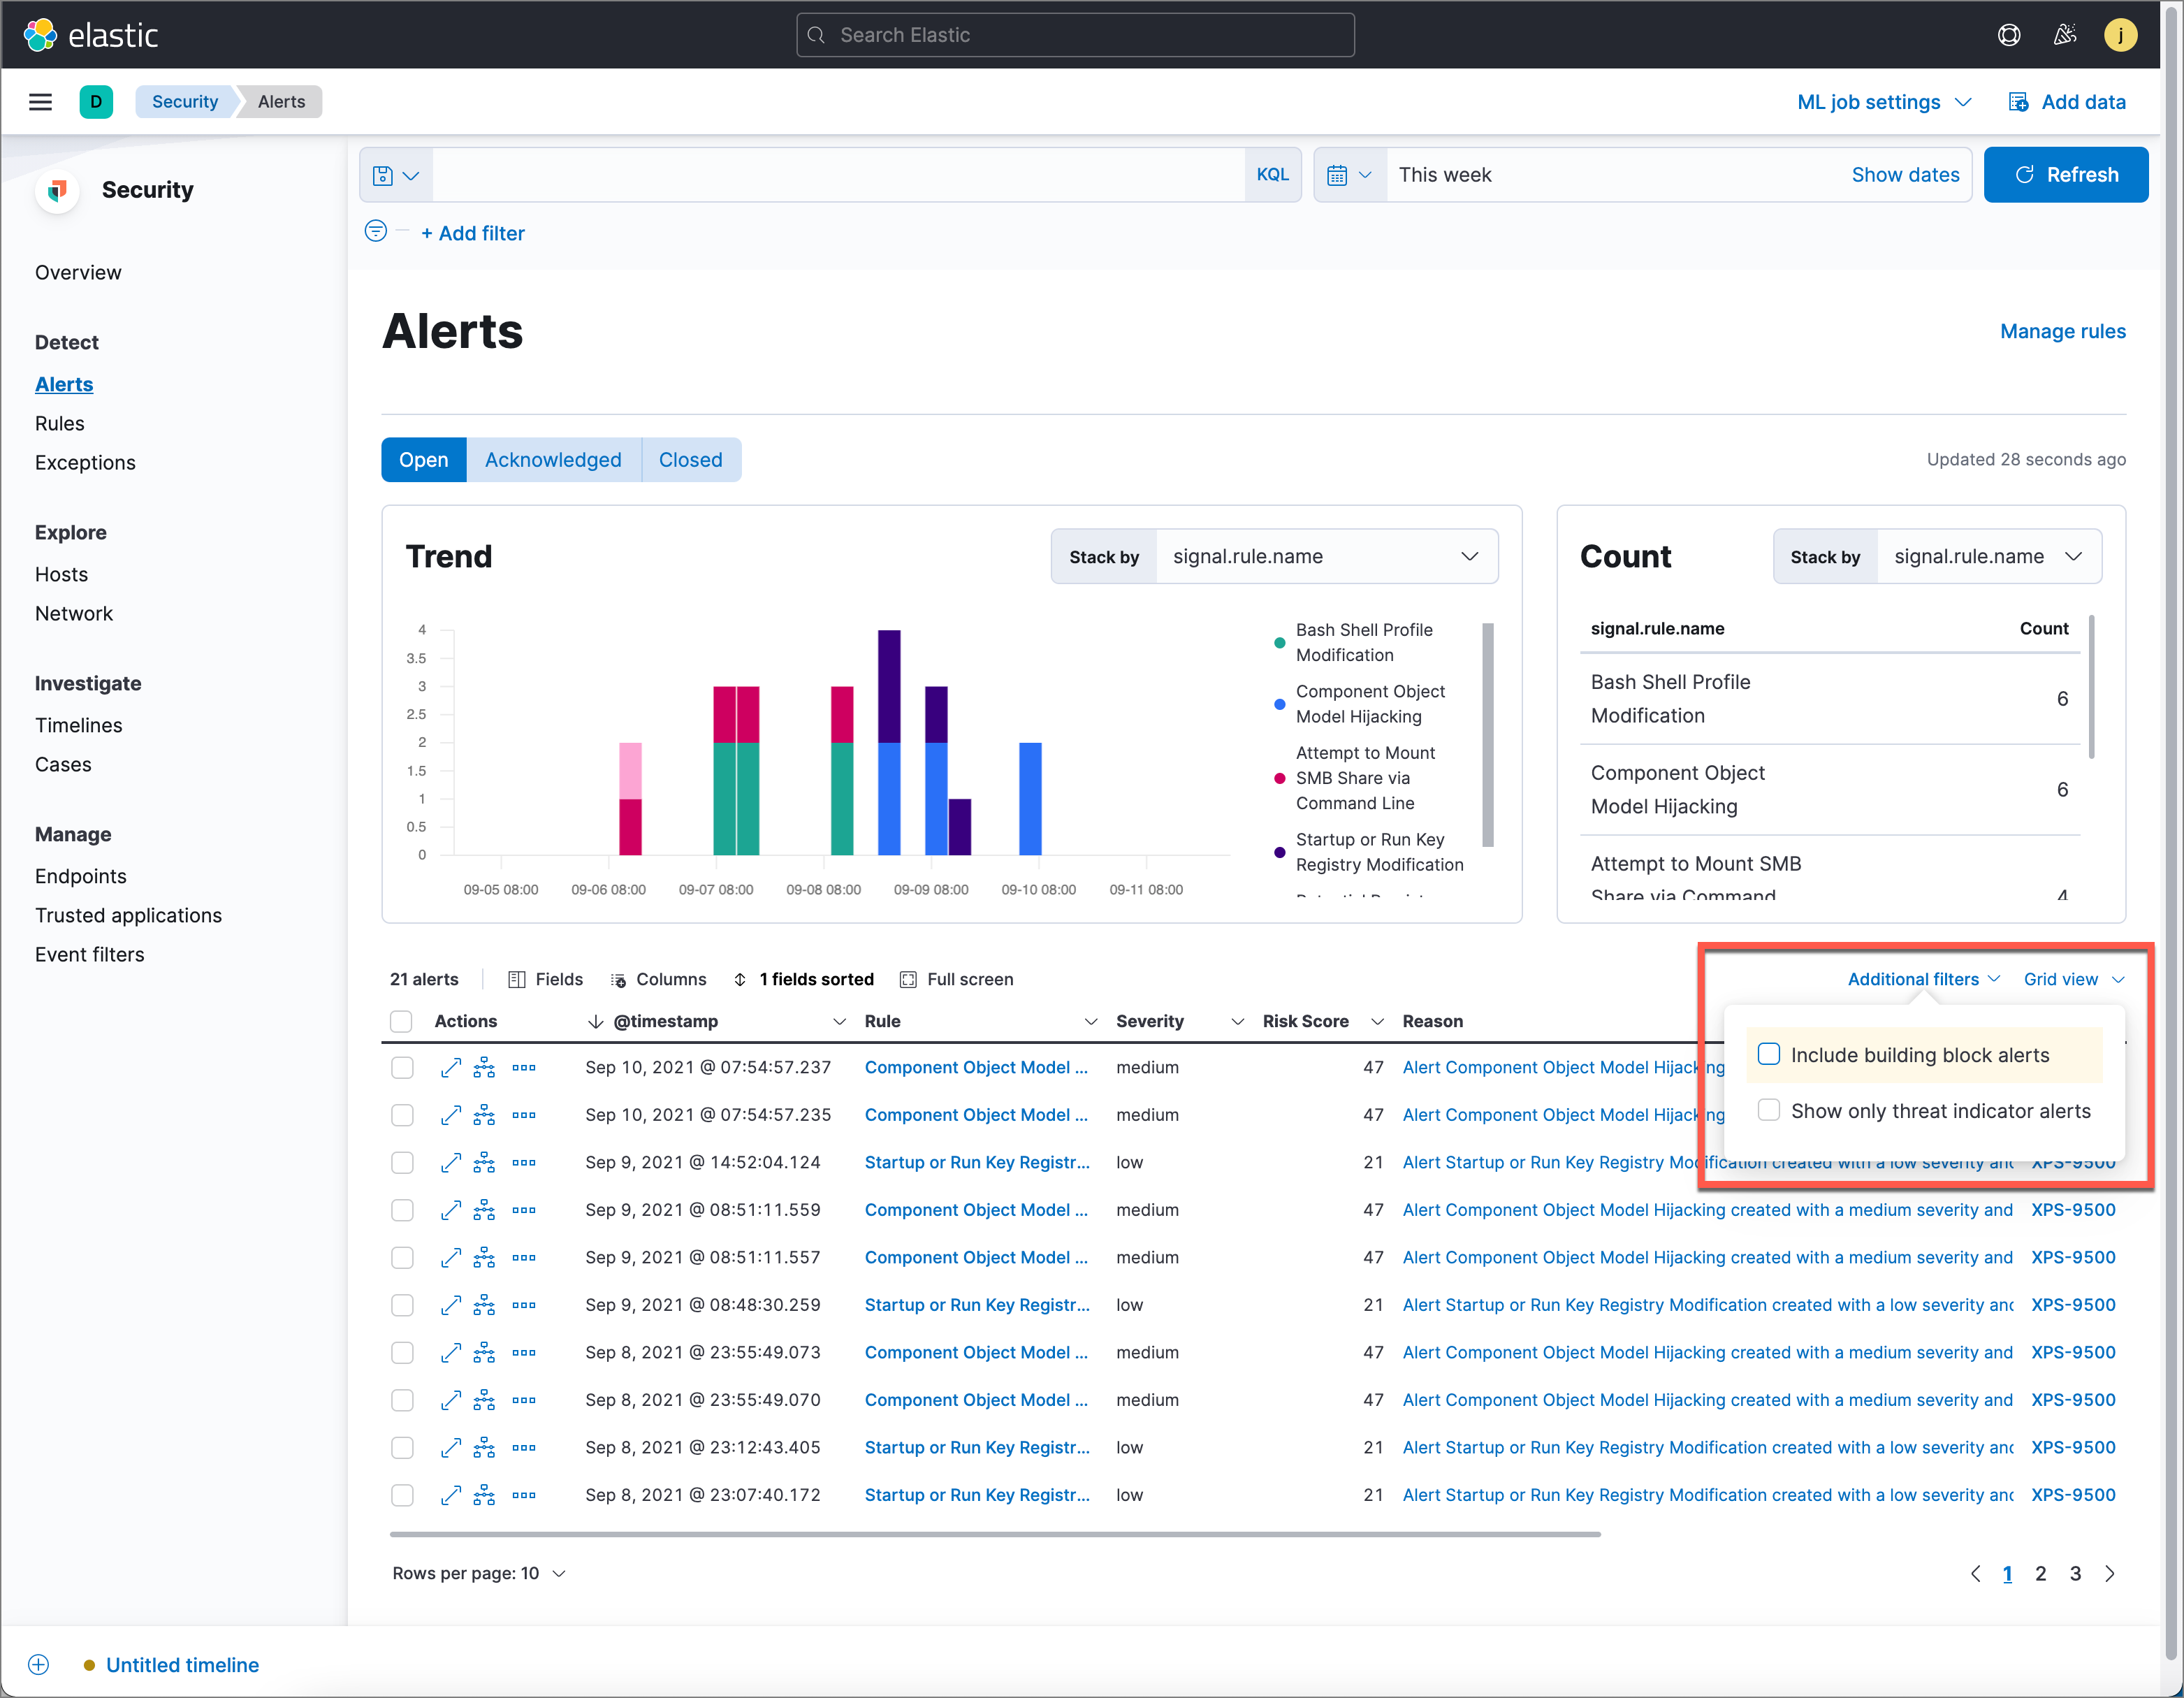 elastic
Search Elastic
j
D
Security
Alerts
ML job settings
Add data
Security
Overview
Detect
Alerts
Rules
Exceptions
Explore
Hosts
Network
Investigate
Timelines
Cases
Manage
Endpoints
Trusted applications
Event filters
KQL
This week
Show dates
Refresh
+ Add filter
Alerts
Manage rules
Open
Acknowledged
Closed
Updated 28 seconds ago
Trend
Stack by
signal.rule.name
4
3.5
3
2.5
2
1.5
1
0.5
0
09-05 08:00
09-06 08:00
09-07 08:00
09-08 08:00
09-09 08:00
09-10 08:00
09-11 08:00
Bash Shell Profile
Modification
Component Object
Model Hijacking
Attempt to Mount
SMB Share via
Command Line
Startup or Run Key
Registry Modification
Count
Stack by
signal.rule.name
signal.rule.name Count
Bash Shell Profile
Modification
6
Component Object
Model Hijacking
6
Attempt to Mount SMB
Share via Command
4
21 alerts
Fields
Columns
1 fields sorted
Full screen
Additional filters
Grid view
Include building block alerts
Show only threat indicator alerts
Actions @timestamp Rule Severity Risk Score Reason
Sep 10, 2021 @ 07:54:57.237 Component Object Model ... medium 47 Alert Component Object Model Hijacking
Sep 10, 2021 @ 07:54:57.235 Component Object Model ... medium 47 Alert Component Object Model Hijacking
Sep 9, 2021 @ 14:52:04.124 Startup or Run Key Registr... low 21 Alert Startup or Run Key Registry Modification created with a low severity and XPS-9500
Sep 9, 2021 @ 08:51:11.559 Component Object Model ... medium 47 Alert Component Object Model Hijacking created with a medium severity and XPS-9500
Sep 9, 2021 @ 08:51:11.557 Component Object Model ... medium 47 Alert Component Object Model Hijacking created with a medium severity and XPS-9500
Sep 9, 2021 @ 08:48:30.259 Startup or Run Key Registr... low 21 Alert Startup or Run Key Registry Modification created with a low severity and XPS-9500
Sep 8, 2021 @ 23:55:49.073 Component Object Model ... medium 47 Alert Component Object Model Hijacking created with a medium severity and XPS-9500
Sep 8, 2021 @ 23:55:49.070 Component Object Model ... medium 47 Alert Component Object Model Hijacking created with a medium severity and XPS-9500
Sep 8, 2021 @ 23:12:43.405 Startup or Run Key Registr... low 21 Alert Startup or Run Key Registry Modification created with a low severity and XPS-9500
Sep 8, 2021 @ 23:07:40.172 Startup or Run Key Registr... low 21 Alert Startup or Run Key Registry Modification created with a low severity and XPS-9500
Rows per page: 10
1 2 3
Untitled timeline